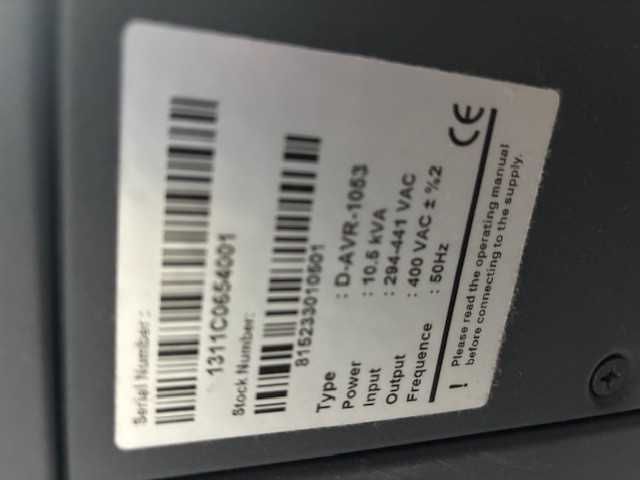 Serial Number :
1311C0654001
Stock Number:
815233010501
Type : D-AVR-1053
Power : 10.5 kVA
Input : 294-441 VAC
Output : 400 VAC ± %2
Frequence : 50Hz
CE
! Please read the operating manual
before connecting to the supply.